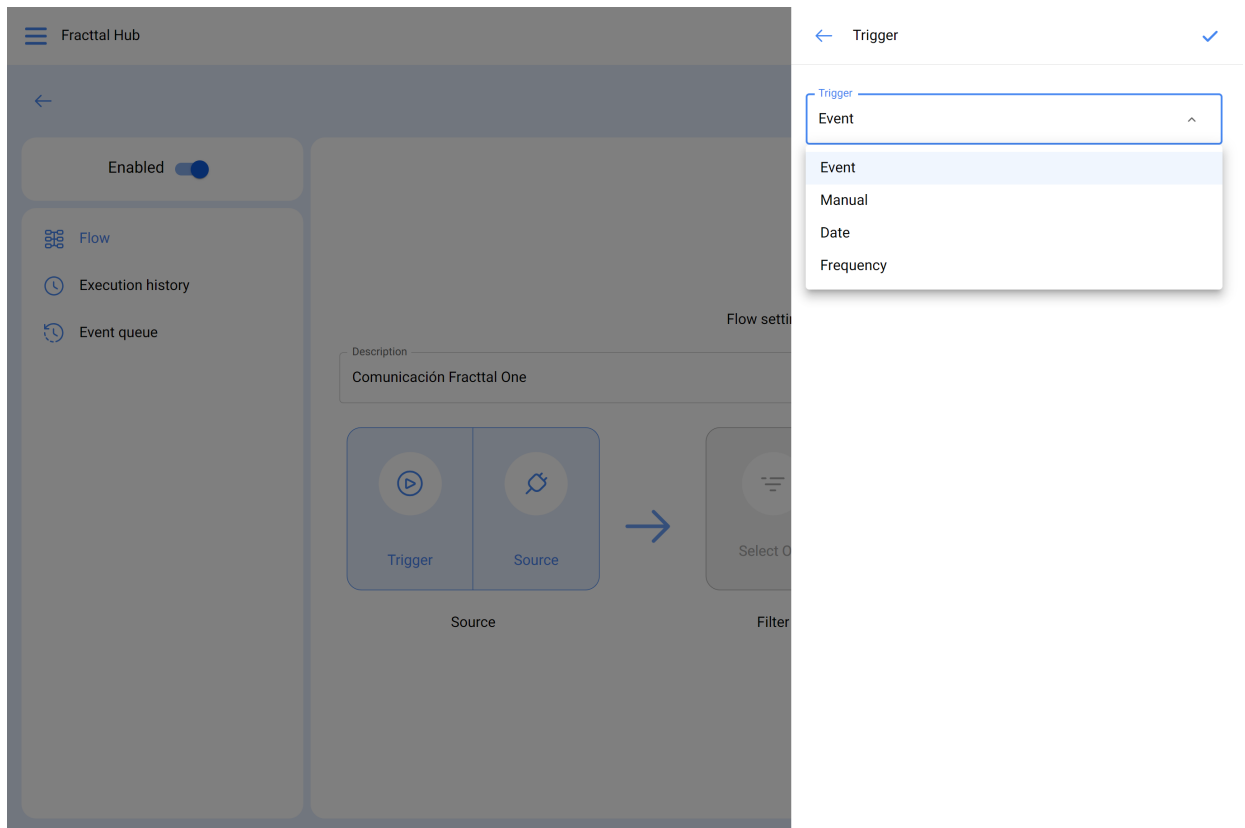 Fracttal Hub
Enabled
Flow
Execution history
Event queue
Flow setti
Description
Comunicación Fracttal One
Trigger
Source
Select O
Source
Filter
Trigger
Trigger
Event
Event
Manual
Date
Frequency